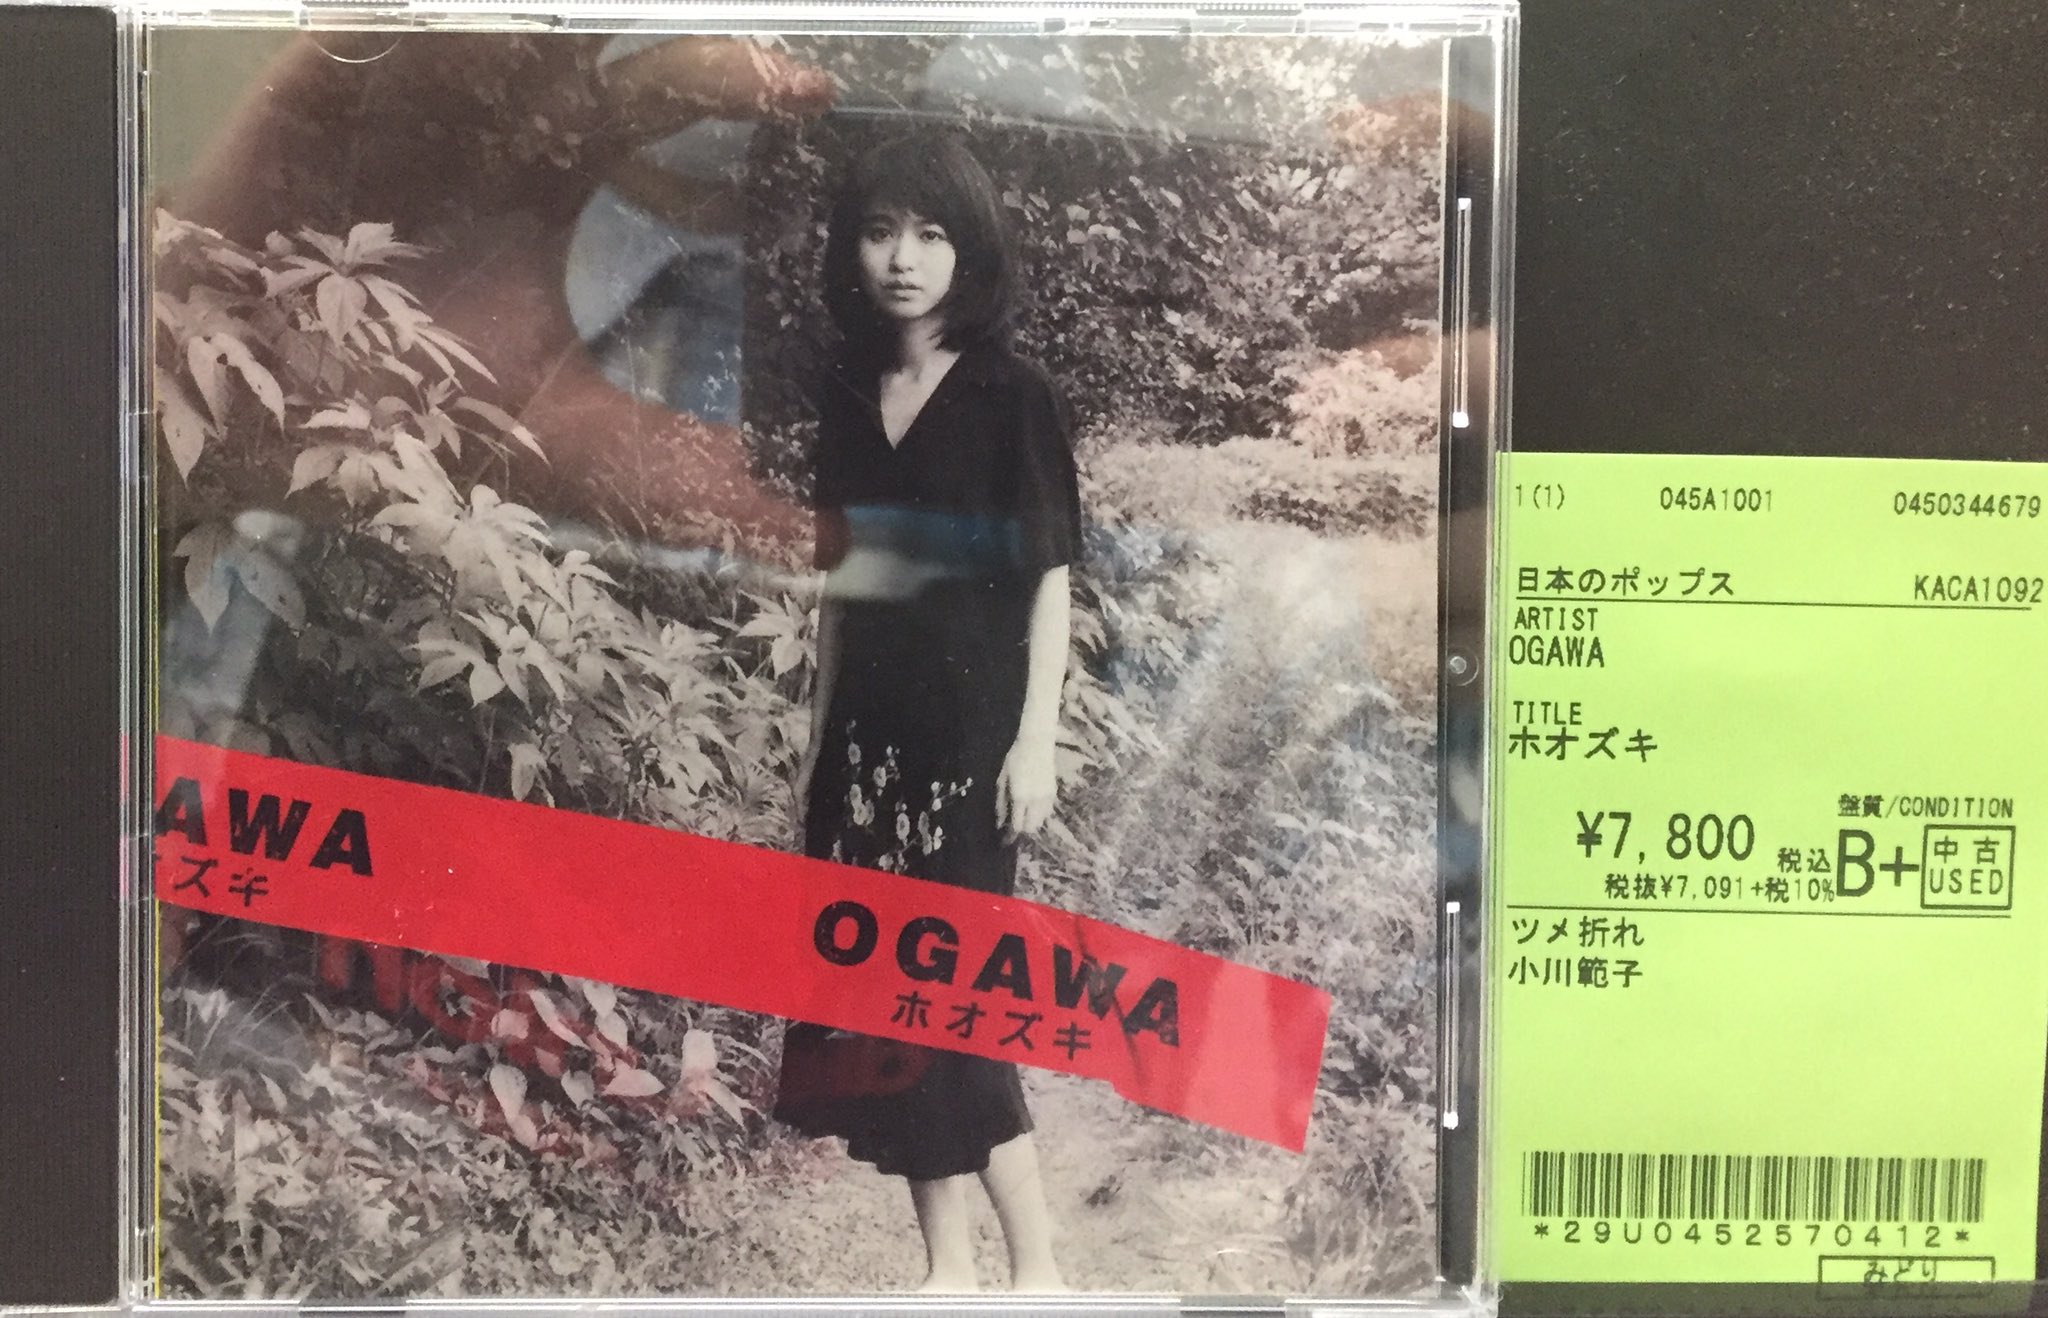 AWA
ズキ
OGAWA
ホオズキ
1(1) 045A1001 0450344679
日本のポップス KACA1092
ARTIST
OGAWA
TITLE
ホオズキ
盤質/CONDITION
¥7,800 税込 B+ 中古 USED
税抜¥7,091+税10%
ツメ折れ
小川範子
*29U0452570412*
みどり